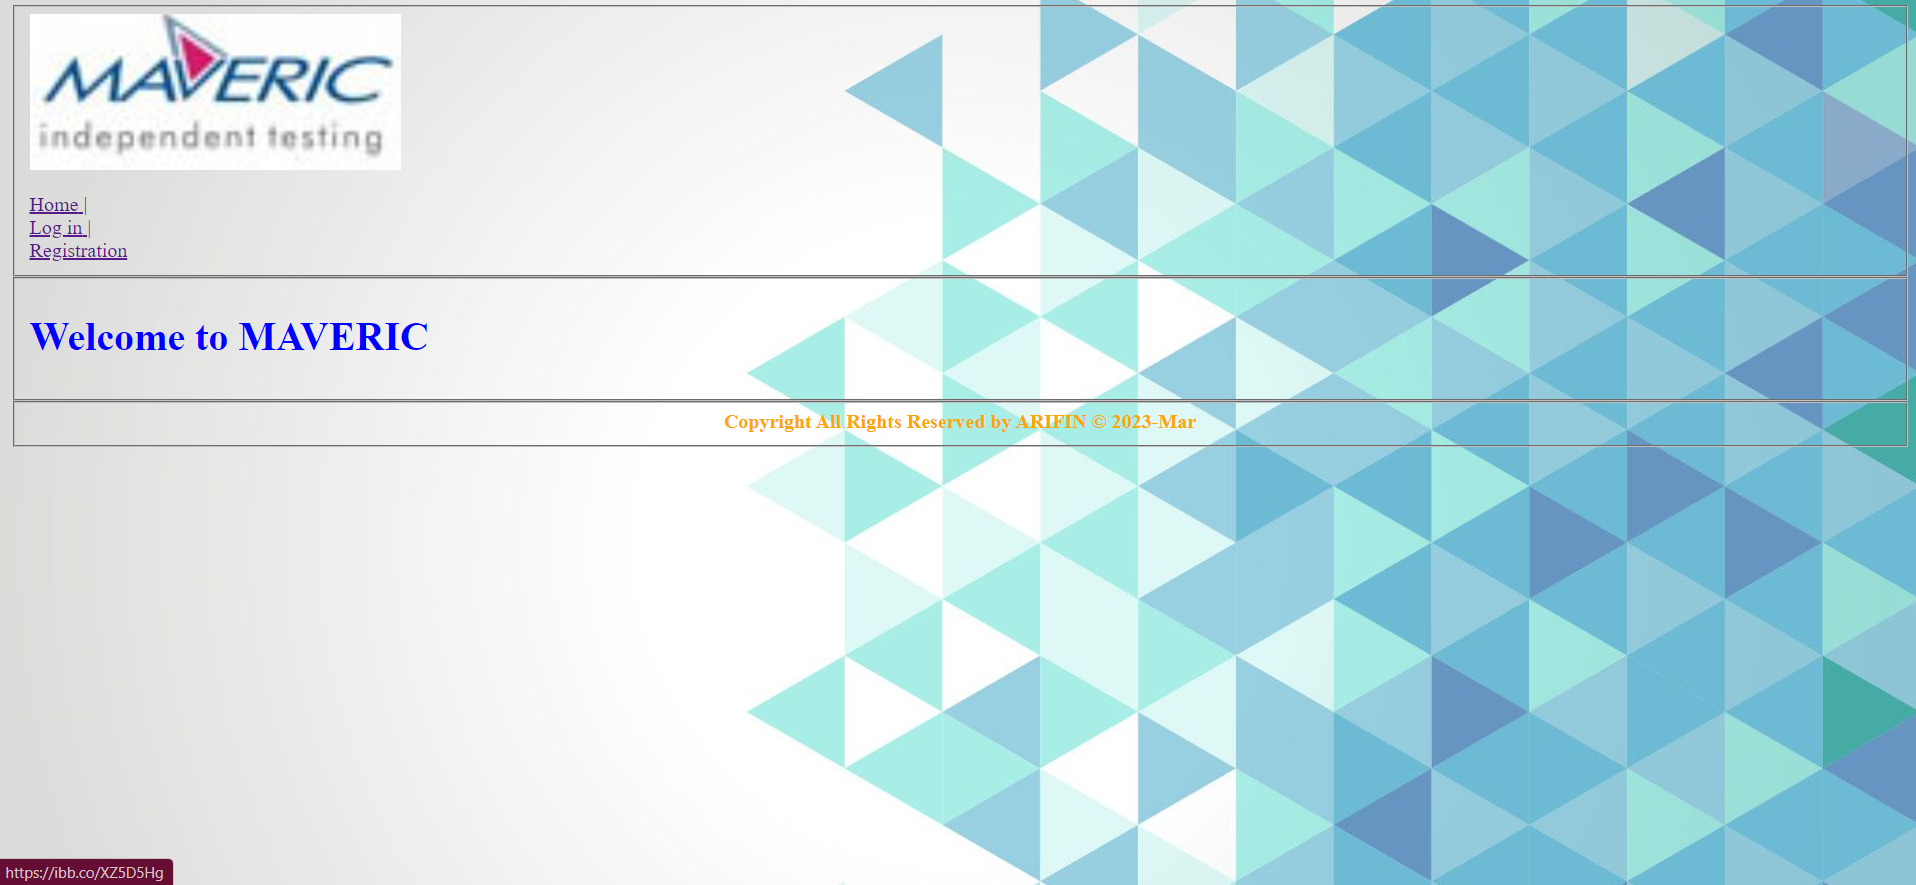 MAVERIC
independent testing
Home |
Log in |
Registration
Welcome to MAVERIC
Copyright All Rights Reserved by ARIFIN © 2023-Mar
https://ibb.co/XZ5D5Hg